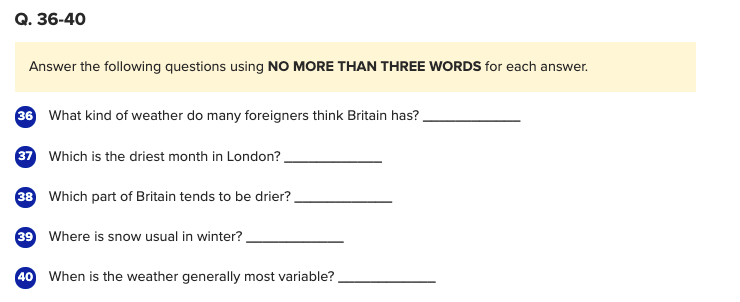 Q. 36-40
Answer the following questions using NO MORE THAN THREE WORDS for each answer.
36 What kind of weather do many foreigners think Britain has? ____________
37 Which is the driest month in London? ____________
38 Which part of Britain tends to be drier? ____________
39 Where is snow usual in winter? ____________
40 When is the weather generally most variable? ____________